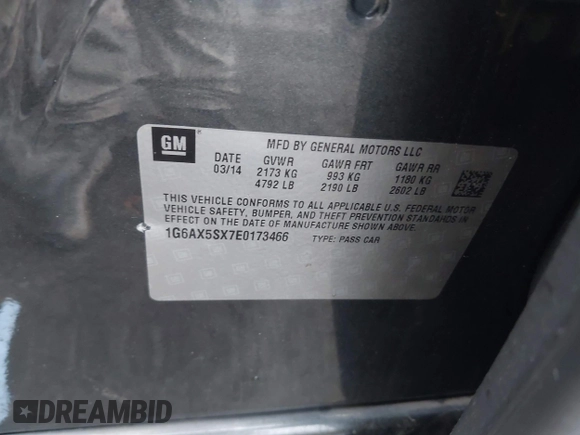 GM
MFD BY GENERAL MOTORS LLC
DATE GVWR GAWR FRT GAWR RR
03/14 2173 KG 993 KG 1180 KG
4792 LB 2190 LB 2602 LB
THIS VEHICLE CONFORMS TO ALL APPLICABLE U.S. FEDERAL MOTOR
VEHICLE SAFETY, BUMPER, AND THEFT PREVENTION STANDARDS IN
EFFECT ON THE DATE OF MANUFACTURE SHOWN ABOVE.
1G6AX5SX7E0173466 TYPE: PASS CAR
DREAMBID